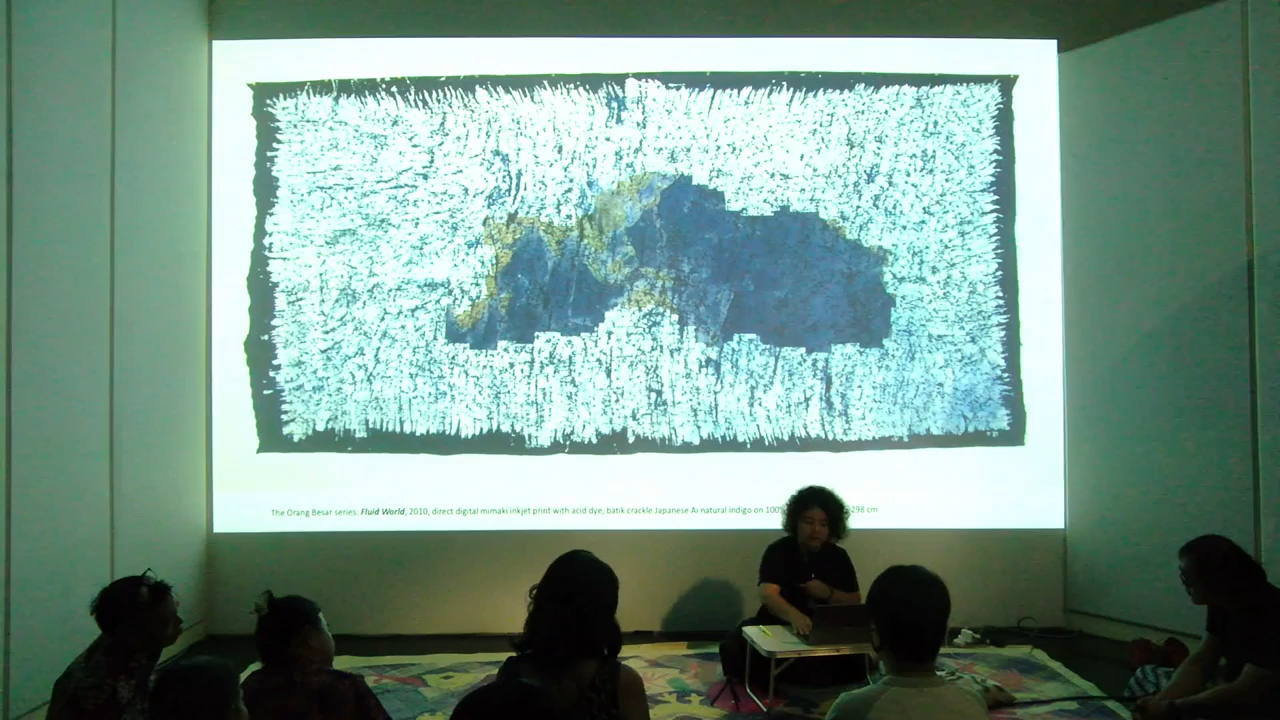 The Orang Besar series. Fluid World, 2010, direct digital mimaki inkjet print with acid dye, batik crackle Japanese Ai natural indigo on 100 298 cm